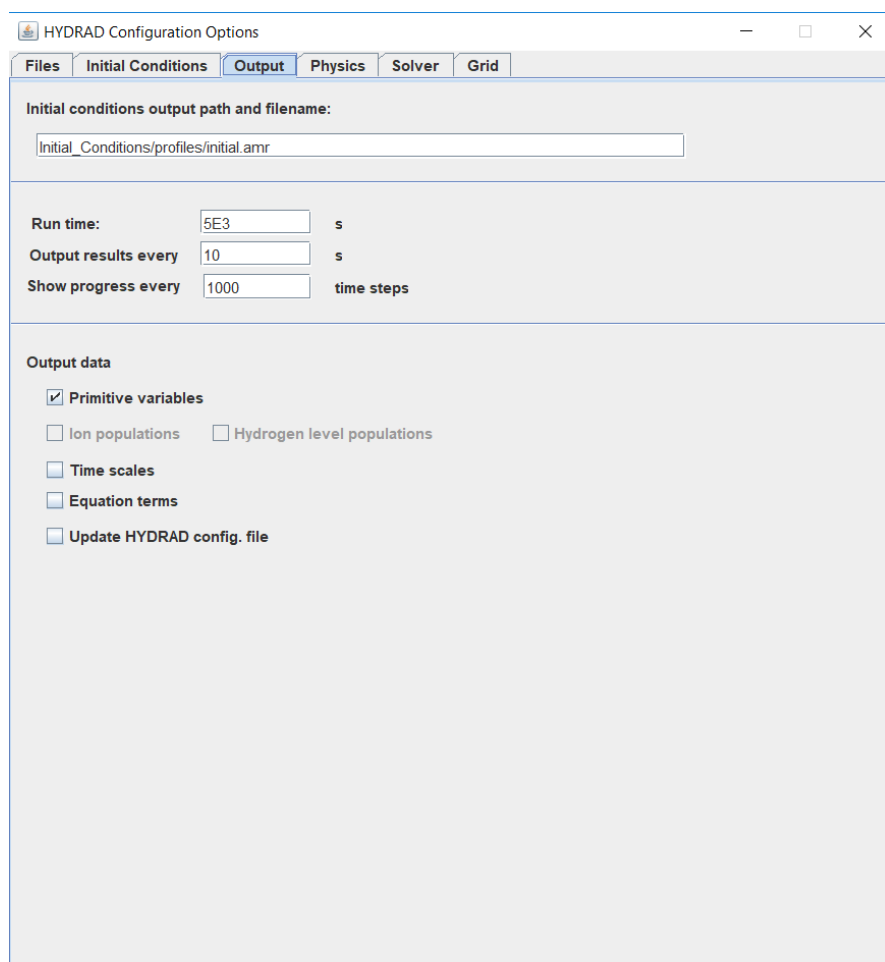 HYDRAD Configuration Options
Files Initial Conditions Output Physics Solver Grid
Initial conditions output path and filename:
Initial_Conditions/profiles/initial.amr
Run time: 5E3 s
Output results every 10 s
Show progress every 1000 time steps
Output data
Primitive variables
Ion populations Hydrogen level populations
Time scales
Equation terms
Update HYDRAD config. file